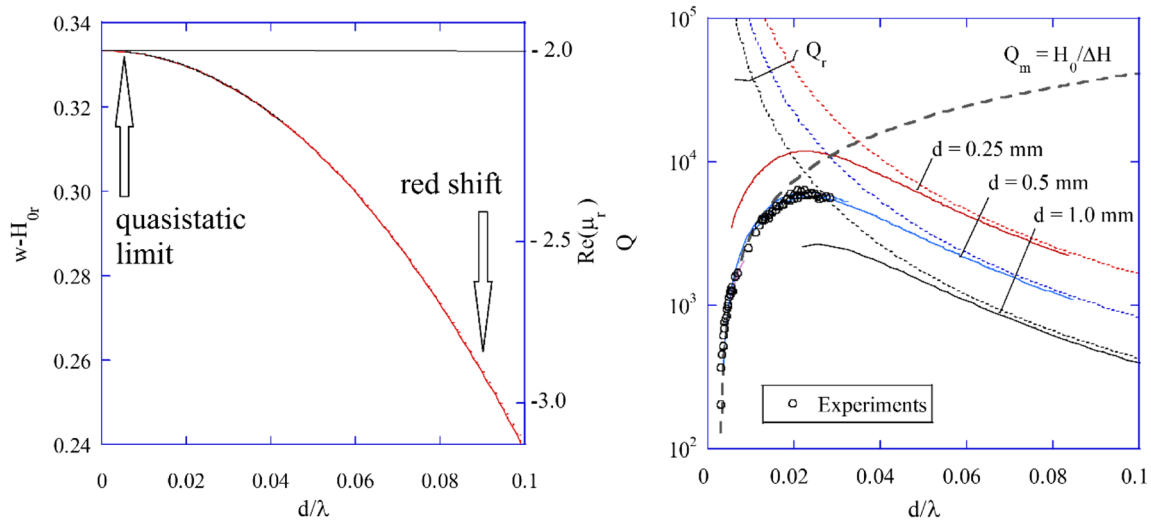 0.34
0.32
0.30
0.28
0.26
0.24
w-H0r
0
0.02
0.04
0.06
0.08
0.1
d/λ
- 2.0
- 2.5
- 3.0
Re(μr)
quasistatic
limit
red shift
10^5
10^4
10^3
10^2
Q
0
0.02
0.04
0.06
0.08
0.1
d/λ
Qr
Qm = H0/ΔH
d = 0.25 mm
d = 0.5 mm
d = 1.0 mm
Experiments